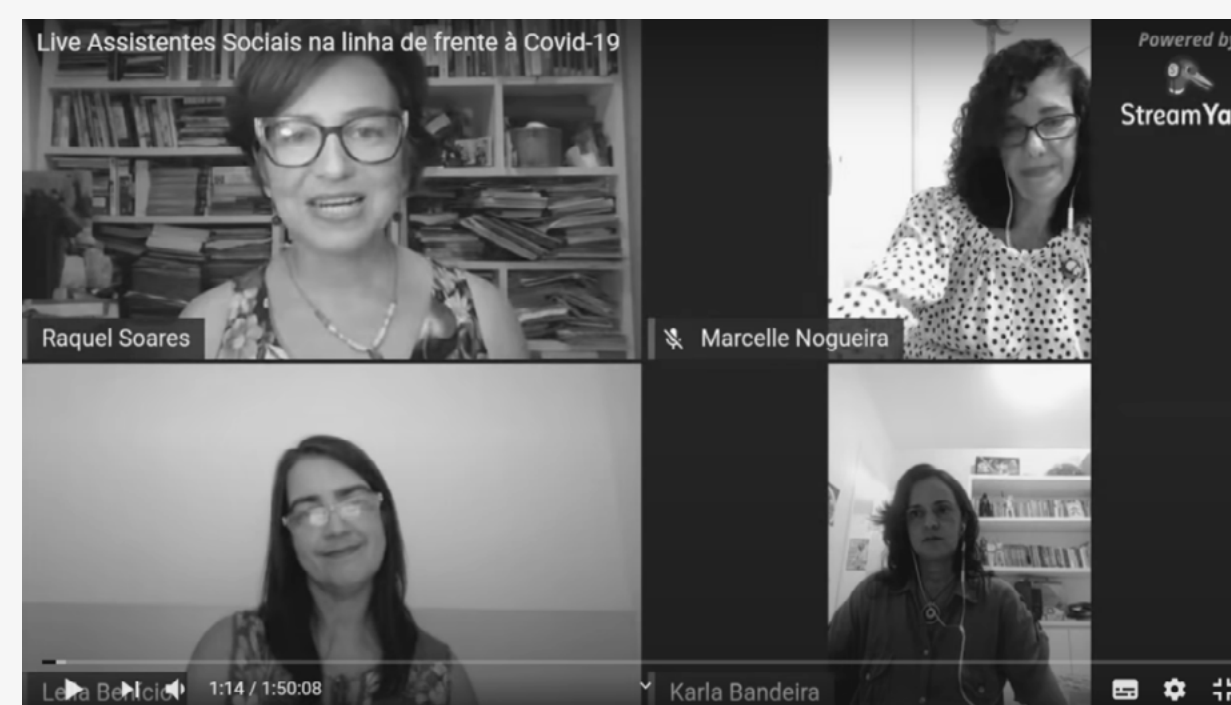 Live Assistentes Sociais na linha de frente à Covid-19
Powered by
StreamYa
Raquel Soares
Marcelle Nogueira
1:14 / 1:50:08
Karla Bandeira